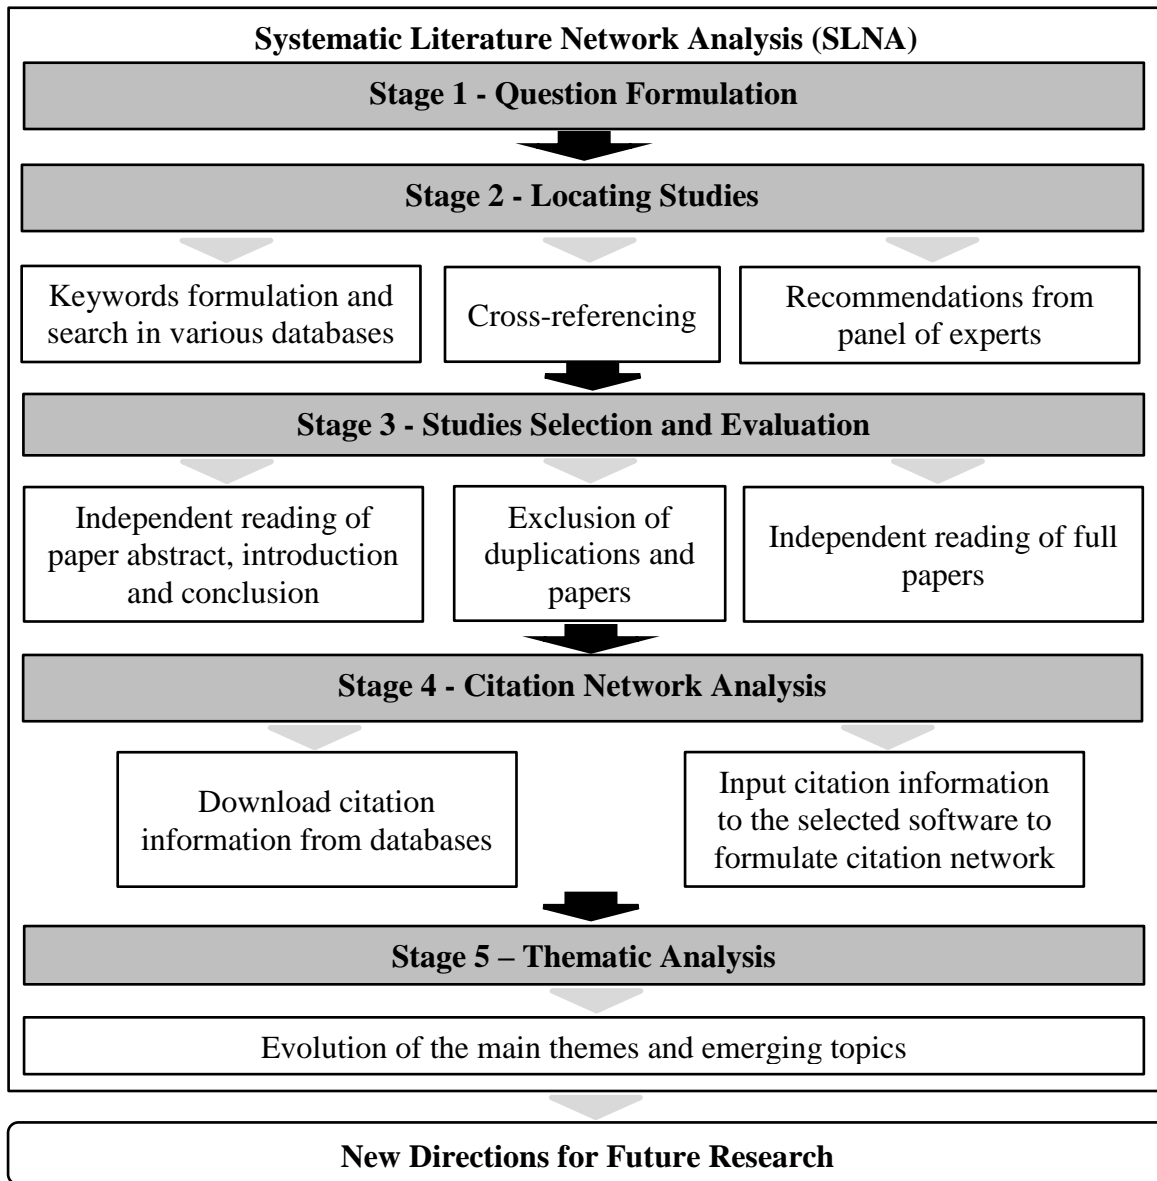 Systematic Literature Network Analysis (SLNA)
Stage 1 - Question Formulation
Stage 2 - Locating Studies
Keywords formulation and
search in various databases
Cross-referencing
Recommendations from
panel of experts
Stage 3 - Studies Selection and Evaluation
Independent reading of
paper abstract, introduction
and conclusion
Exclusion of
duplications and
papers
Independent reading of full
papers
Stage 4 - Citation Network Analysis
Download citation
information from databases
Input citation information
to the selected software to
formulate citation network
Stage 5 – Thematic Analysis
Evolution of the main themes and emerging topics
New Directions for Future Research